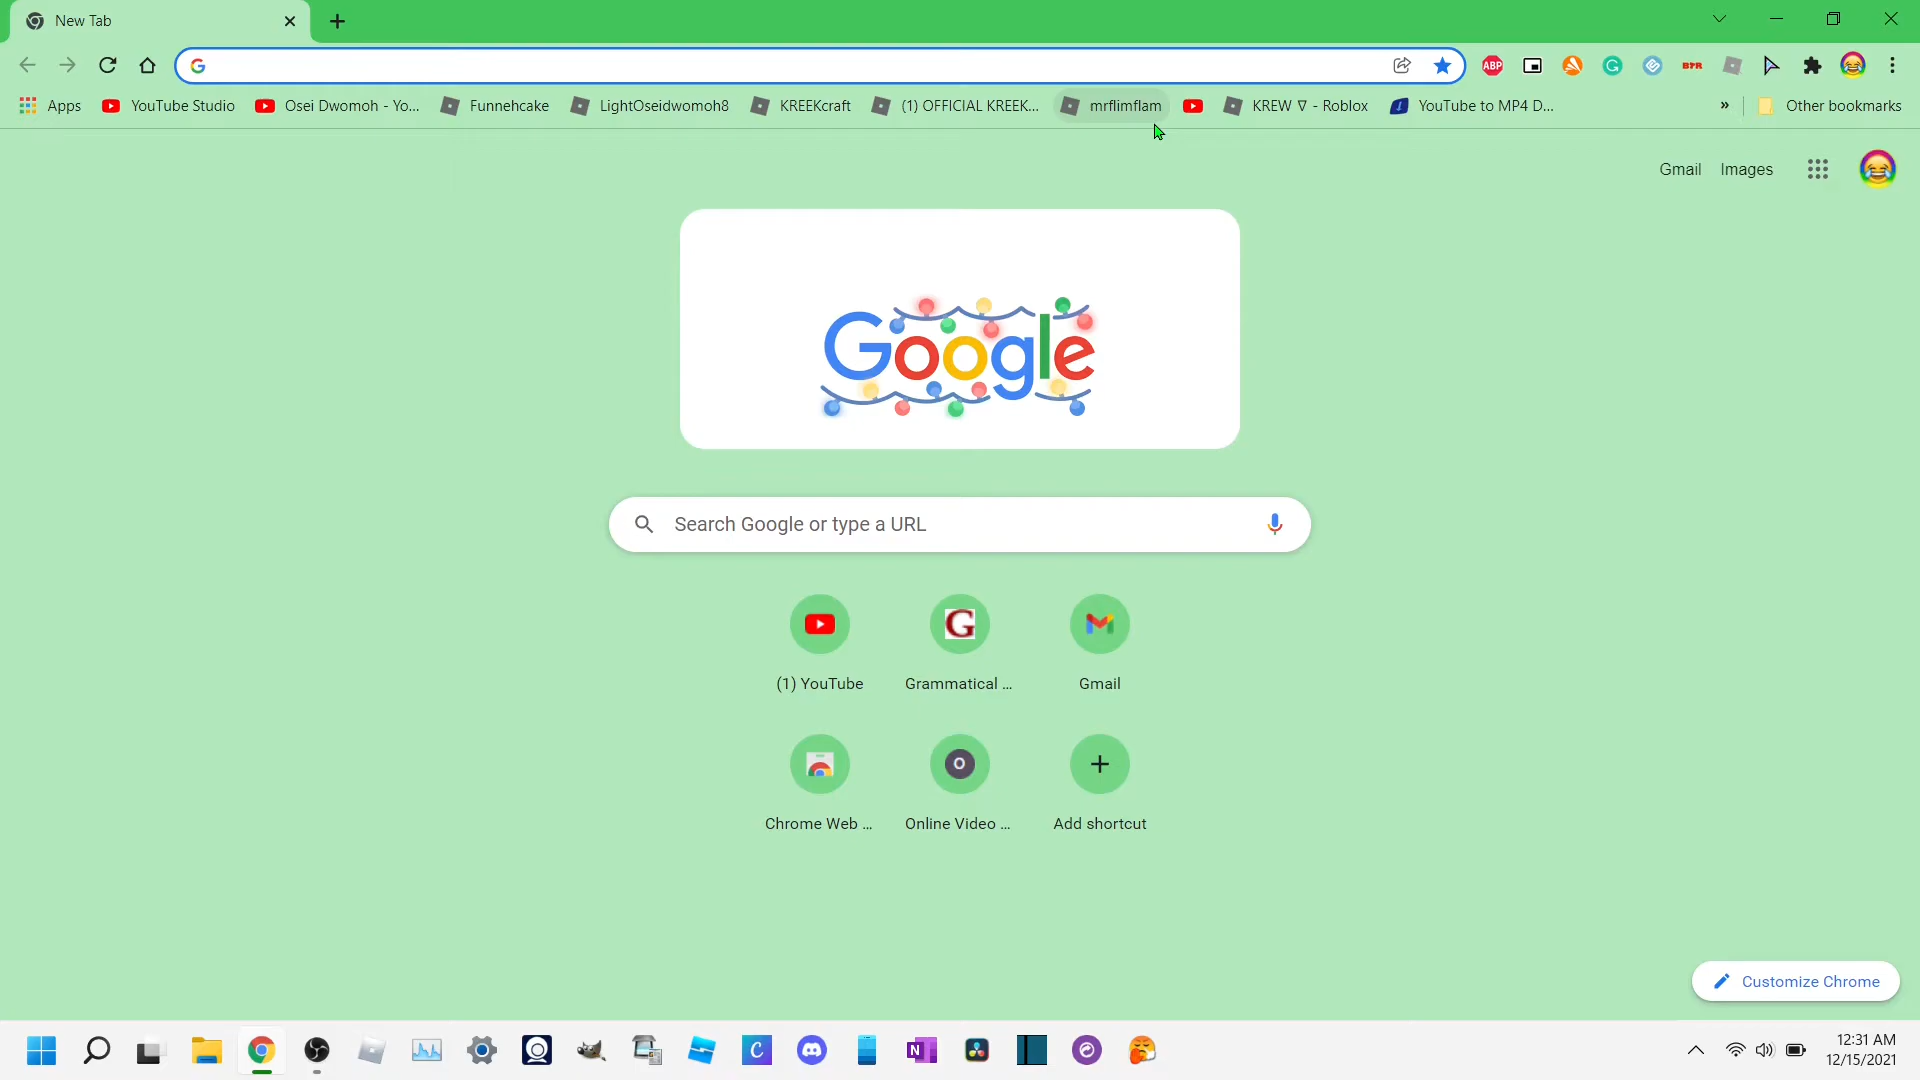 New Tab
ABP
Apps YouTube Studio Osei Dwomoh - Yo... Funnehcake LightOseidwomoh8 KREEKcraft (1) OFFICIAL KREEK... mrflimflam KREW ∇ - Roblox YouTube to MP4 D... » Other bookmarks
Gmail Images
Google
Search Google or type a URL
(1) YouTube Grammatical ... Gmail
Chrome Web ... Online Video ... Add shortcut
Customize Chrome
12:31 AM
12/15/2021